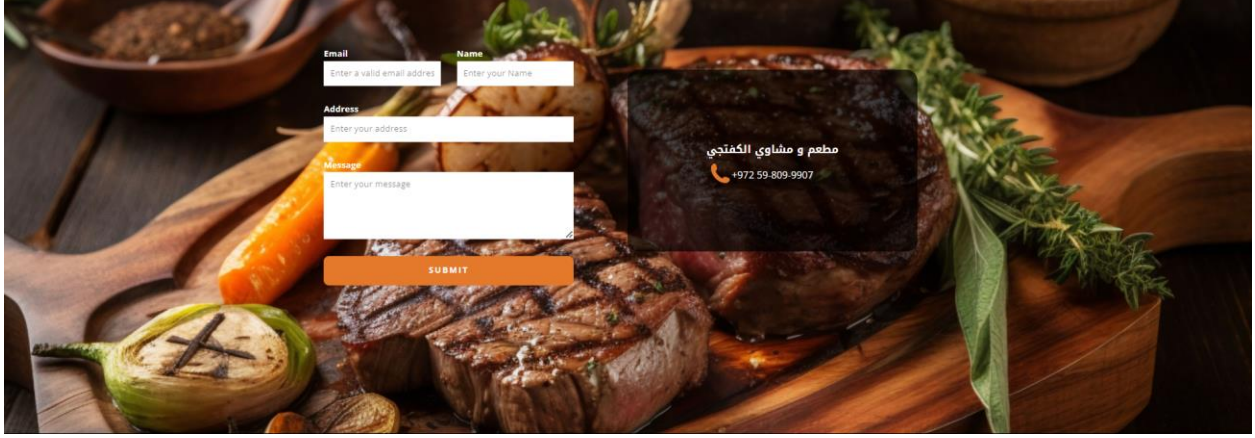 Email
Name
Enter a valid email addres
Enter your Name
Address
Enter your address
Message
Enter your message
SUBMIT
مطعم و مشاوي الكفتجي
+972 59-809-9907